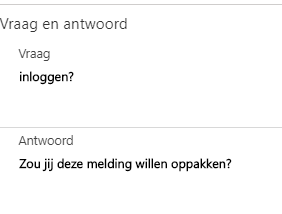 Vraag en antwoord
Vraag
inloggen?
Antwoord
Zou jij deze melding willen oppakken?